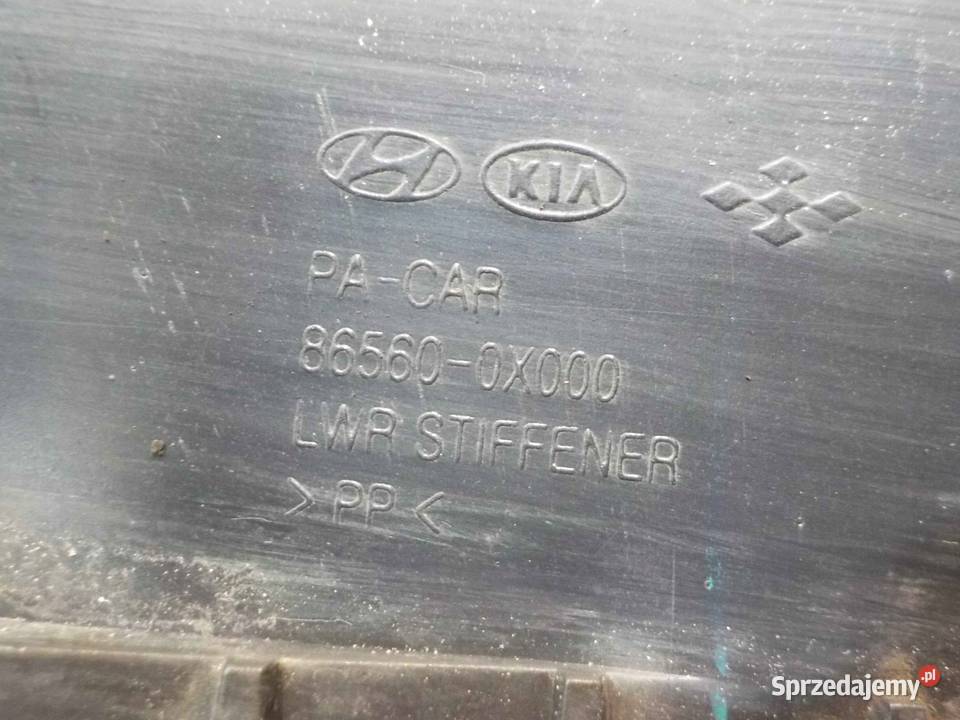 KIA
PA-CAR
86560-0X000
LWR STIFFENER
>PP<
Sprzedajemy.pl